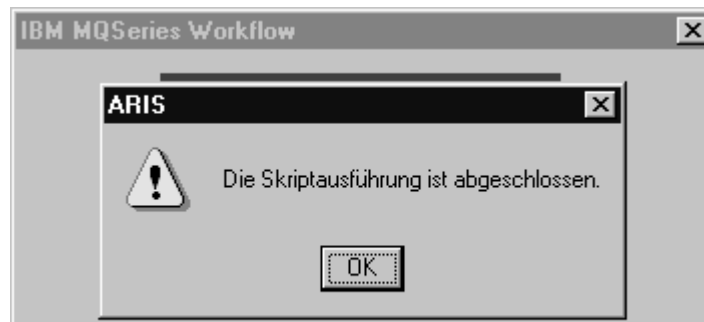 IBM MQSeries Workflow
ARIS
Die Skriptausführung ist abgeschlossen.
OK